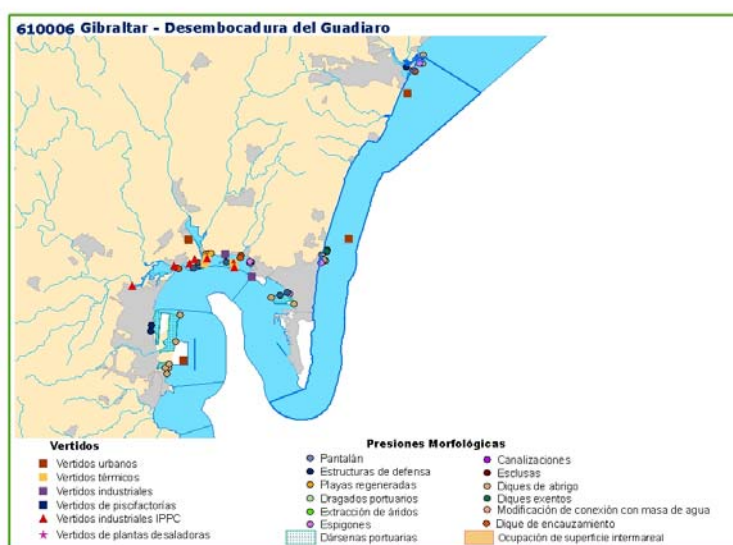 610006 Gibraltar - Desembocadura del Guadiaro
Vertidos
Vertidos urbanos
Vertidos térmicos
Vertidos industriales
Vertidos de piscifactorías
Vertidos industriales IPPC
Vertidos de plantas desaladoras
Presiones Morfológicas
Pantalán
Estructuras de defensa
Playas regeneradas
Dragados portuarios
Extracción de áridos
Espigones
Dársenas portuarias
Canalizaciones
Esclusas
Diques de abrigo
Diques exentos
Modificación de conexión con masa de agua
Dique de encauzamiento
Ocupación de superficie intermareal